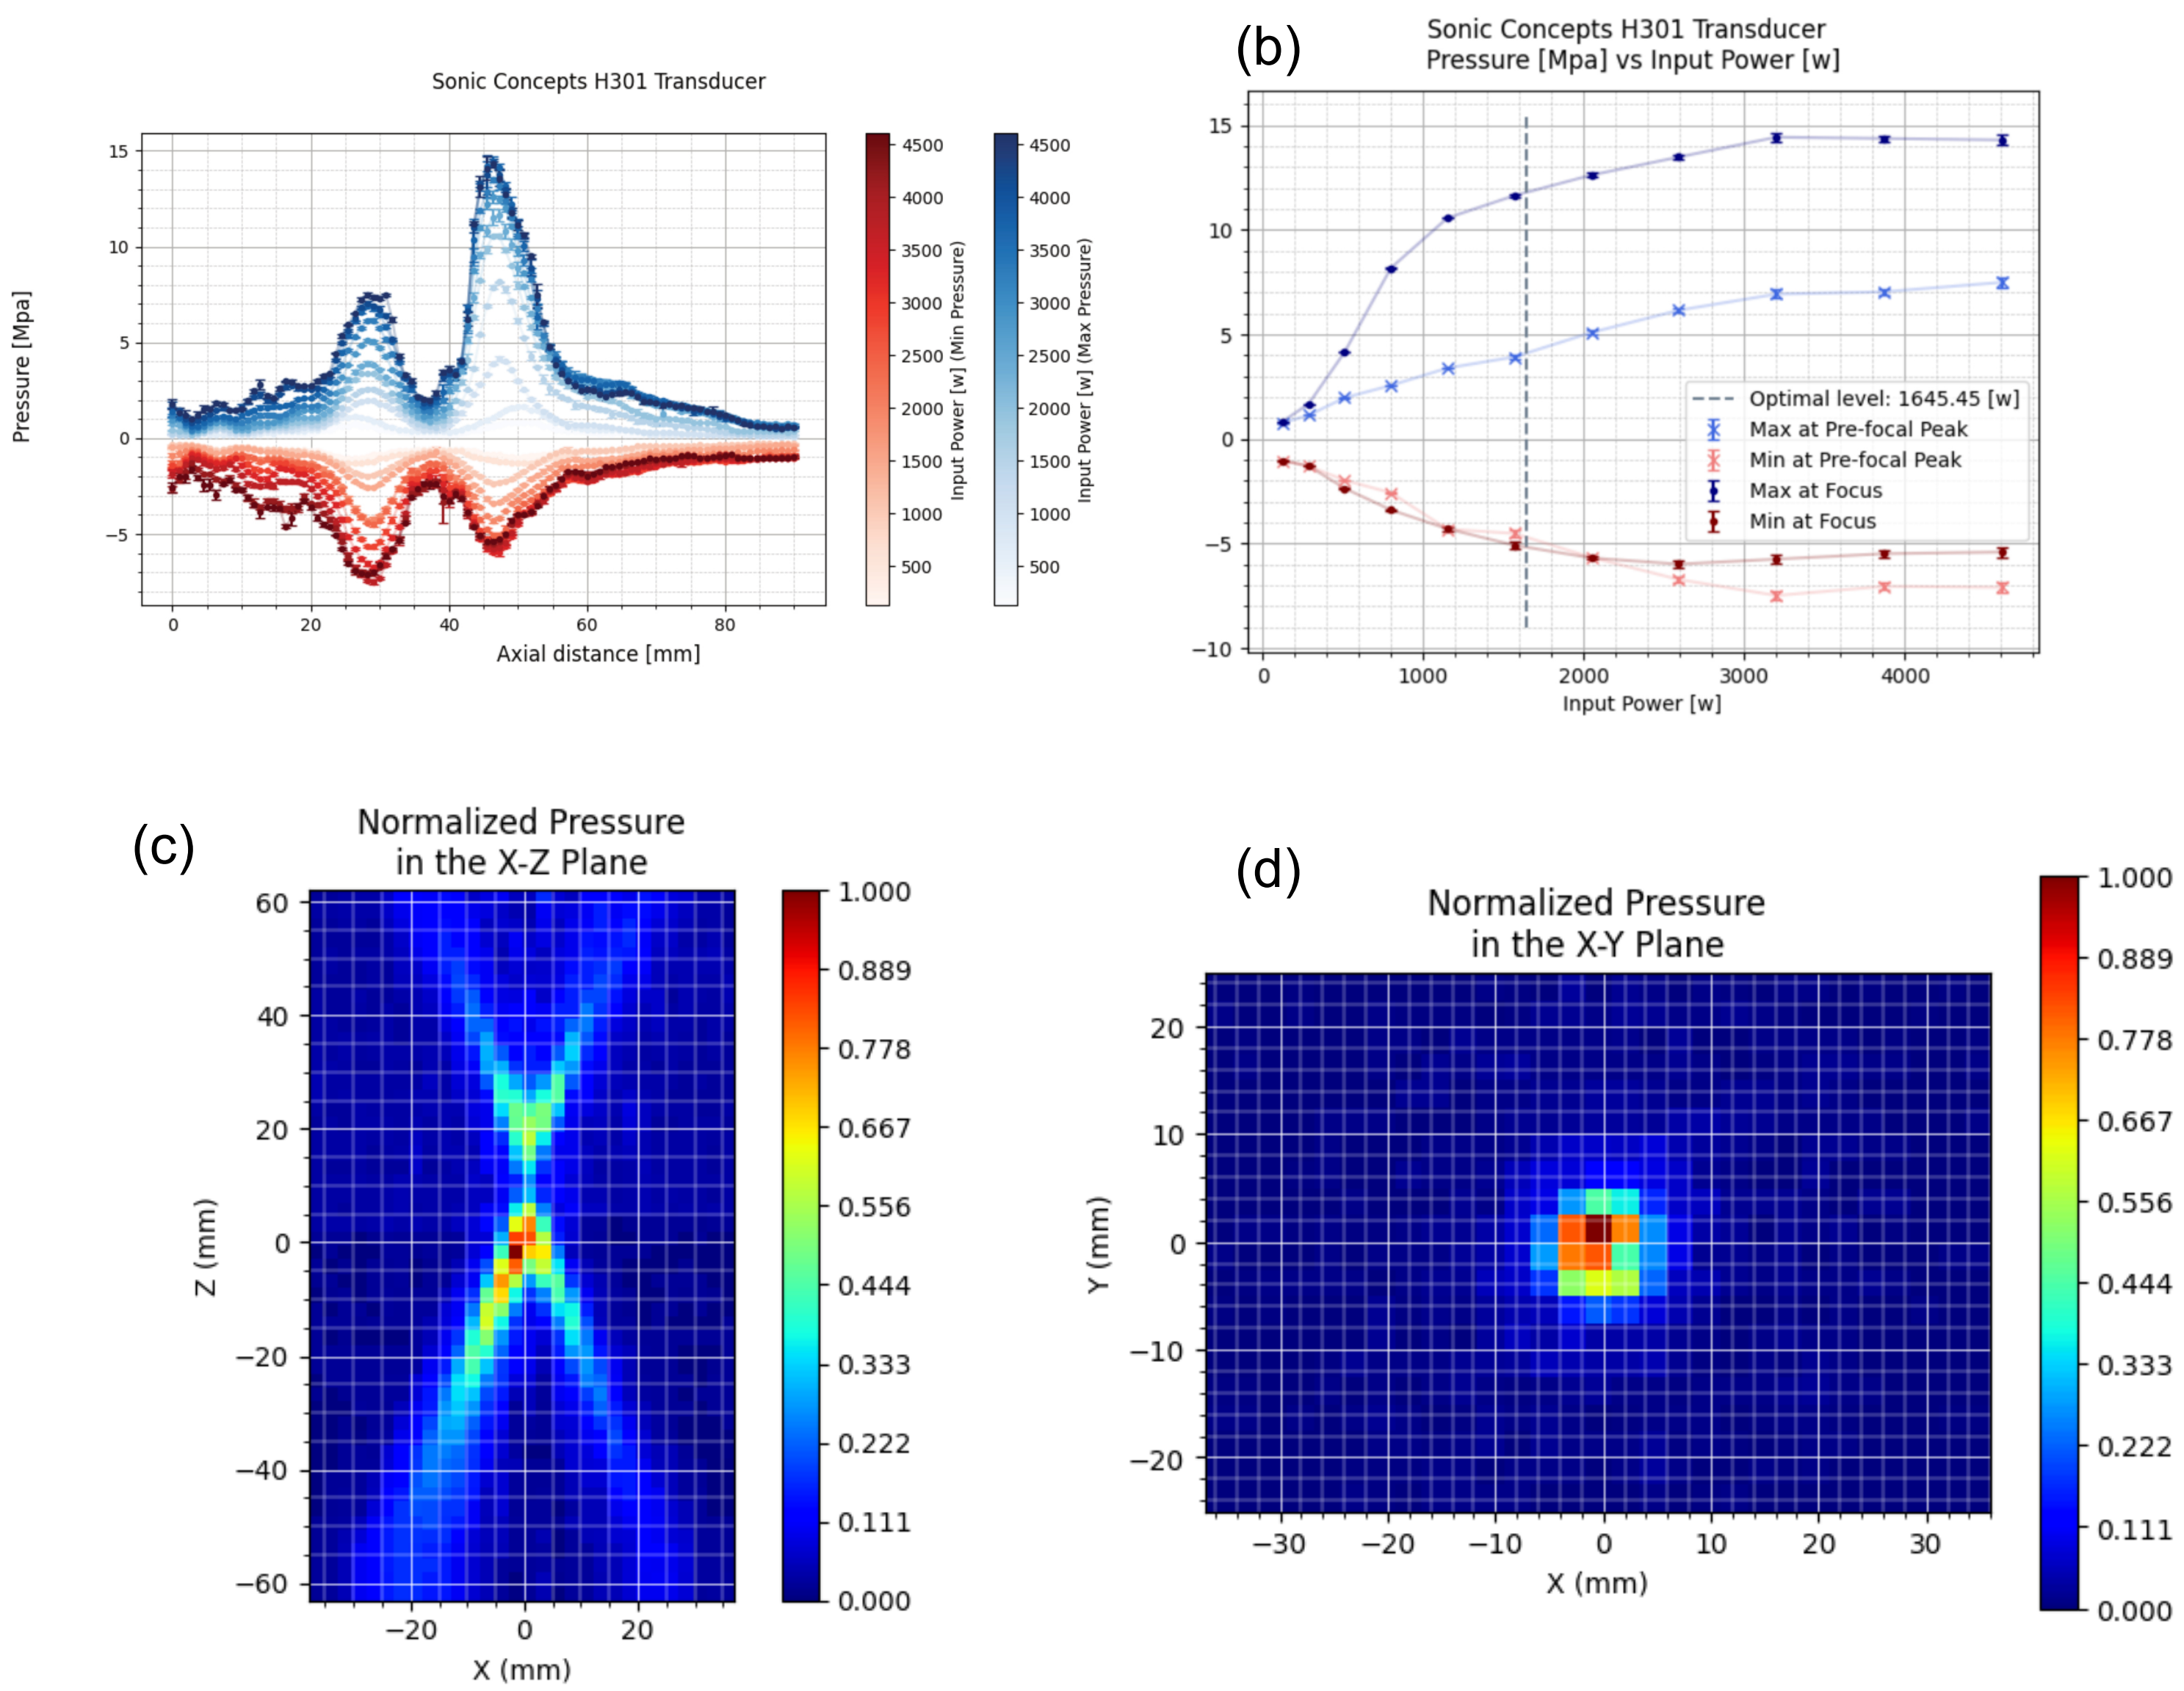 Sonic Concepts H301 Transducer
Pressure [Mpa]
15
10
5
0
−5
0 20 40 60 80
Axial distance [mm]
4500
4000
3500
3000
2500
2000
1500
1000
500
Input Power [w] (Min Pressure)
4500
4000
3500
3000
2500
2000
1500
1000
500
Input Power [w] (Max Pressure)
(b)
Sonic Concepts H301 Transducer
Pressure [Mpa] vs Input Power [w]
15
10
5
0
−5
−10
0 1000 2000 3000 4000
Input Power [w]
Optimal level: 1645.45 [w]
Max at Pre-focal Peak
Min at Pre-focal Peak
Max at Focus
Min at Focus
(c)
Normalized Pressure
in the X-Z Plane
Z (mm)
60
40
20
0
−20
−40
−60
−20 0 20
X (mm)
1.000
0.889
0.778
0.667
0.556
0.444
0.333
0.222
0.111
0.000
(d)
Normalized Pressure
in the X-Y Plane
Y (mm)
20
10
0
−10
−20
−30 −20 −10 0 10 20 30
X (mm)
1.000
0.889
0.778
0.667
0.556
0.444
0.333
0.222
0.111
0.000